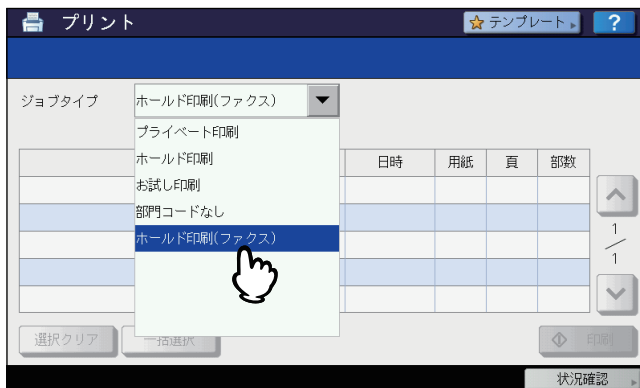 プリント
テンプレート
?
ジョブタイプ
ホールド印刷(ファクス)
プライベート印刷
ホールド印刷
お試し印刷
部門コードなし
ホールド印刷(ファクス)
日時 用紙 頁 部数
1
1
選択クリア 一括選択 印刷
状況確認